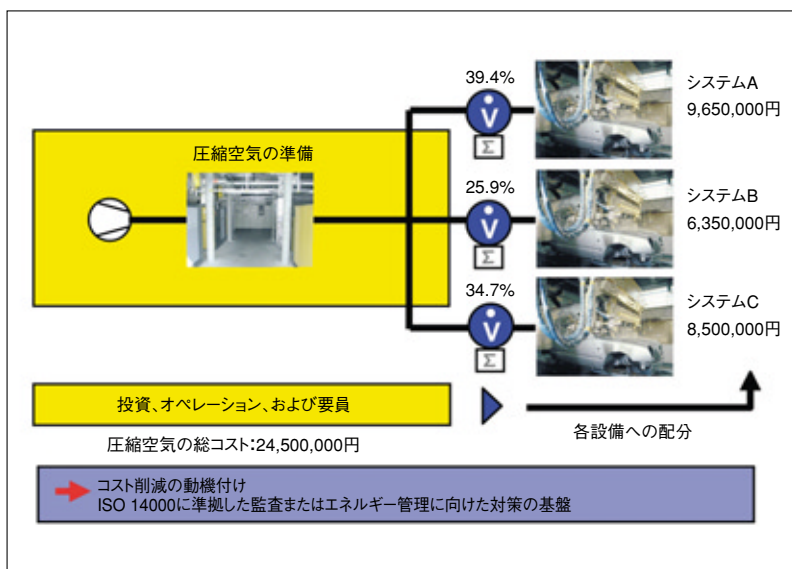 39.4%
システムA
9,650,000円
Σ
圧縮空気の準備
25.9%
システムB
6,350,000円
Σ
34.7%
システムC
8,500,000円
Σ
V
V
V
投資、オペレーション、および要員
各設備への配分
圧縮空気の総コスト:24,500,000円
コスト削減の動機付け
ISO 14000に準拠した監査またはエネルギー管理に向けた対策の基盤